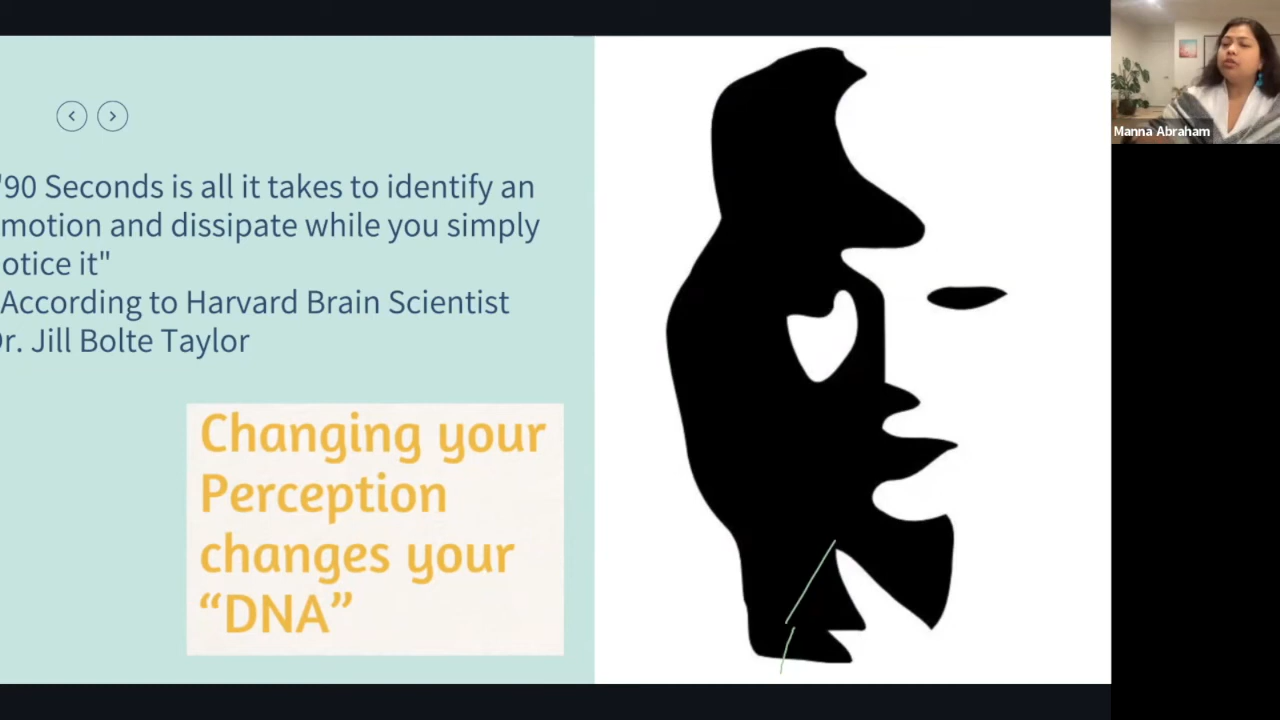 "90 Seconds is all it takes to identify an
motion and dissipate while you simply
otice it"
According to Harvard Brain Scientist
Dr. Jill Bolte Taylor
Changing your
Perception
changes your
“DNA”
Manna Abraham